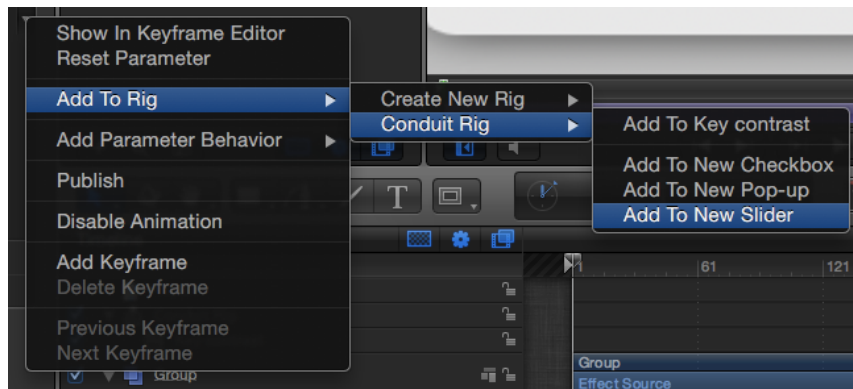 Show In Keyframe Editor
Reset Parameter
Add To Rig
Add Parameter Behavior
Publish
Disable Animation
Add Keyframe
Delete Keyframe
Previous Keyframe
Next Keyframe
Create New Rig
Conduit Rig
Add To Key contrast
Add To New Checkbox
Add To New Pop-up
Add To New Slider
T
1
61
121
Group
Group
Effect Source